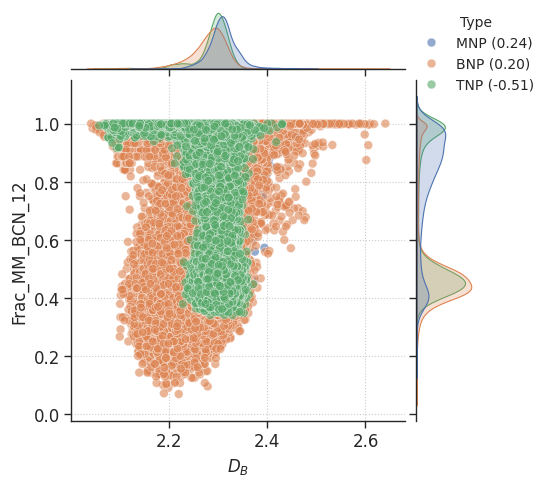 Type
MNP (0.24)
BNP (0.20)
TNP (-0.51)
1.0
0.8
0.6
0.4
0.2
0.0
Frac_MM_BCN_12
2.2
2.4
2.6
D_B